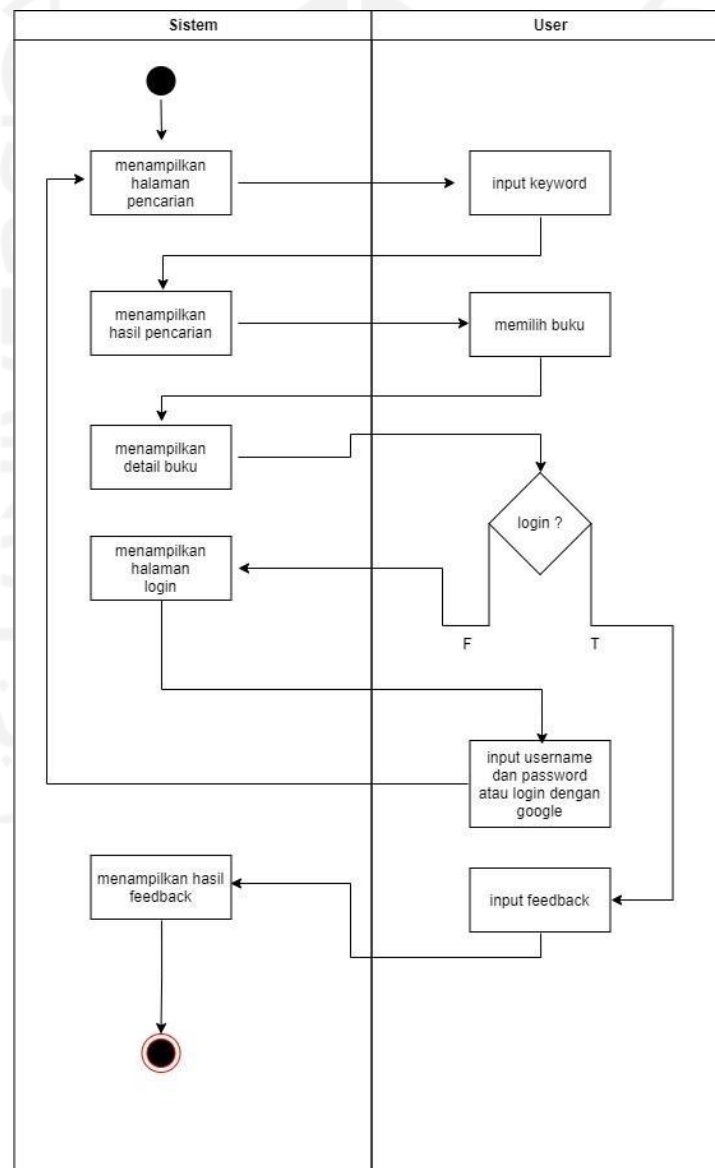 Sistem
User
menampilkan
halaman
pencarian
input keyword
menampilkan
hasil pencarian
memilih buku
menampilkan
detail buku
login ?
menampilkan
halaman
login
F
T
input username
dan password
atau login dengan
google
menampilkan hasil
feedback
input feedback